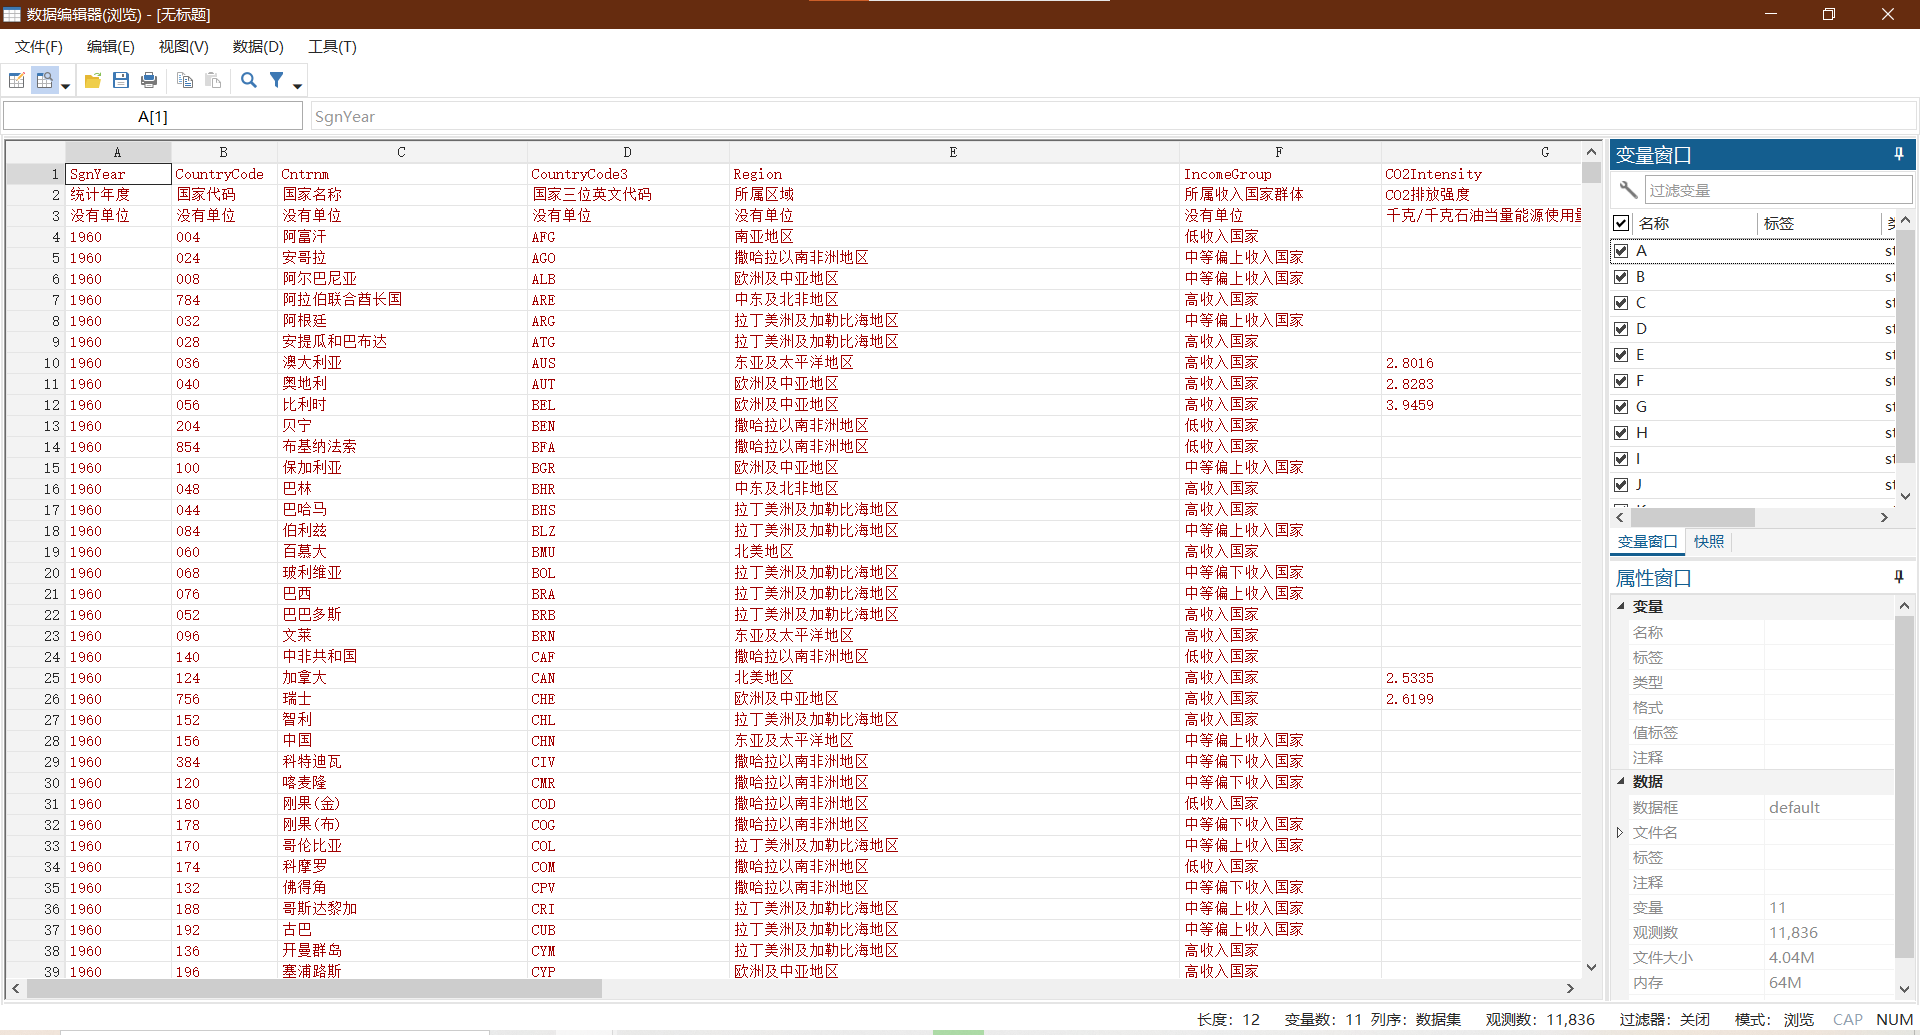 数据编辑器(浏览) - [无标题]
文件(F) 编辑(E) 视图(V) 数据(D) 工具(T)
A[1] SgnYear
A B C D E F G
1 SgnYear CountryCode Cntrnm CountryCode3 Region IncomeGroup CO2Intensity
2 统计年度 国家代码 国家名称 国家三位英文代码 所属区域 所属收入国家群体 CO2排放强度
3 没有单位 没有单位 没有单位 没有单位 没有单位 没有单位 千克/千克石油当量能源使用量
4 1960 004 阿富汗 AFG 南亚地区 低收入国家
5 1960 024 安哥拉 AGO 撒哈拉以南非洲地区 中等偏上收入国家
6 1960 008 阿尔巴尼亚 ALB 欧洲及中亚地区 中等偏上收入国家
7 1960 784 阿拉伯联合酋长国 ARE 中东及北非地区 高收入国家
8 1960 032 阿根廷 ARG 拉丁美洲及加勒比海地区 中等偏上收入国家
9 1960 028 安提瓜和巴布达 ATG 拉丁美洲及加勒比海地区 高收入国家
10 1960 036 澳大利亚 AUS 东亚及太平洋地区 高收入国家 2.8016
11 1960 040 奥地利 AUT 欧洲及中亚地区 高收入国家 2.8283
12 1960 056 比利时 BEL 欧洲及中亚地区 高收入国家 3.9459
13 1960 204 贝宁 BEN 撒哈拉以南非洲地区 低收入国家
14 1960 854 布基纳法索 BFA 撒哈拉以南非洲地区 低收入国家
15 1960 100 保加利亚 BGR 欧洲及中亚地区 中等偏上收入国家
16 1960 048 巴林 BHR 中东及北非地区 高收入国家
17 1960 044 巴哈马 BHS 拉丁美洲及加勒比海地区 高收入国家
18 1960 084 伯利兹 BLZ 拉丁美洲及加勒比海地区 中等偏上收入国家
19 1960 060 百慕大 BMU 北美地区 高收入国家
20 1960 068 玻利维亚 BOL 拉丁美洲及加勒比海地区 中等偏下收入国家
21 1960 076 巴西 BRA 拉丁美洲及加勒比海地区 中等偏上收入国家
22 1960 052 巴巴多斯 BRB 拉丁美洲及加勒比海地区 高收入国家
23 1960 096 文莱 BRN 东亚及太平洋地区 高收入国家
24 1960 140 中非共和国 CAF 撒哈拉以南非洲地区 低收入国家
25 1960 124 加拿大 CAN 北美地区 高收入国家 2.5335
26 1960 756 瑞士 CHE 欧洲及中亚地区 高收入国家 2.6199
27 1960 152 智利 CHL 拉丁美洲及加勒比海地区 高收入国家
28 1960 156 中国 CHN 东亚及太平洋地区 中等偏上收入国家
29 1960 384 科特迪瓦 CIV 撒哈拉以南非洲地区 中等偏下收入国家
30 1960 120 喀麦隆 CMR 撒哈拉以南非洲地区 中等偏下收入国家
31 1960 180 刚果(金) COD 撒哈拉以南非洲地区 低收入国家
32 1960 178 刚果(布) COG 撒哈拉以南非洲地区 中等偏下收入国家
33 1960 170 哥伦比亚 COL 拉丁美洲及加勒比海地区 中等偏上收入国家
34 1960 174 科摩罗 COM 撒哈拉以南非洲地区 低收入国家
35 1960 132 佛得角 CPV 撒哈拉以南非洲地区 中等偏下收入国家
36 1960 188 哥斯达黎加 CRI 拉丁美洲及加勒比海地区 中等偏上收入国家
37 1960 192 古巴 CUB 拉丁美洲及加勒比海地区 中等偏上收入国家
38 1960 136 开曼群岛 CYM 拉丁美洲及加勒比海地区 高收入国家
39 1960 196 塞浦路斯 CYP 欧洲及中亚地区 高收入国家
变量窗口
过滤变量
名称 标签
A
B
C
D
E
F
G
H
I
J
变量窗口 快照
属性窗口
变量
名称
标签
类型
格式
值标签
注释
数据
数据框 default
文件名
标签
注释
变量 11
观测数 11,836
文件大小 4.04M
内存 64M
长度: 12 变量数: 11 列序: 数据集 观测数: 11,836 过滤器: 关闭 模式: 浏览 CAP NUM